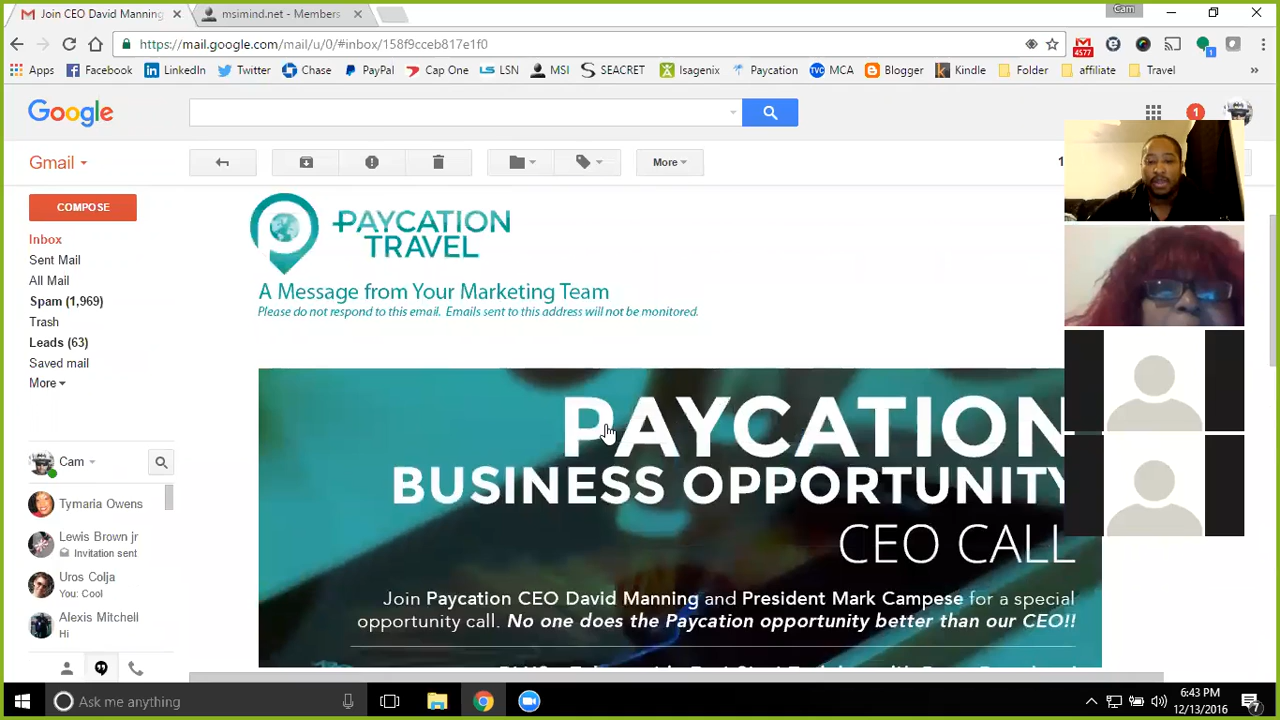 Join CEO David Manning
msimind.net - Members
Cam
https://mail.google.com/mail/u/0/#inbox/158f9cceb817e1f0
4577
1
Apps
Facebook
LinkedIn
Twitter
Chase
PayPal
Cap One
LSN
MSI
SEACRET
Isagenix
Paycation
MCA
Blogger
Kindle
Folder
affiliate
Travel
»
Google
1
Gmail
More
1
COMPOSE
Inbox
Sent Mail
All Mail
Spam (1,969)
Trash
Leads (63)
Saved mail
More
PAYCATION
TRAVEL
A Message from Your Marketing Team
Please do not respond to this email. Emails sent to this address will not be monitored.
PAYCATION
BUSINESS OPPORTUNITY
CEO CALL
Join Paycation CEO David Manning and President Mark Campese for a special
opportunity call. No one does the Paycation opportunity better than our CEO!!
Cam
Tymaria Owens
Lewis Brown jr
Invitation sent
Uros Colja
You: Cool
Alexis Mitchell
Hi
Ask me anything
6:43 PM
12/13/2016
7